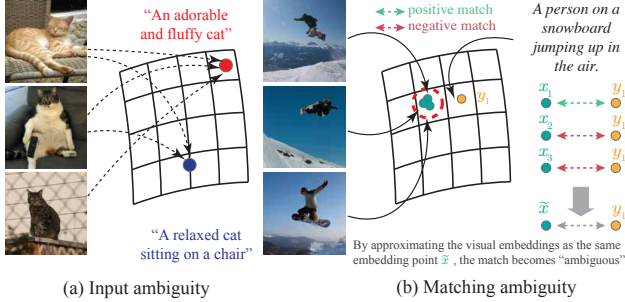 “An adorable
and fluffy cat”
“A relaxed cat
sitting on a chair”
(a) Input ambiguity
positive match
negative match
y₁
A person on a
snowboard
jumping up in
the air.
x₁ y₁
x₂ y₁
x₃ y₁
x̃ y₁
By approximating the visual embeddings as the same
embedding point x̃ , the match becomes “ambiguous”
(b) Matching ambiguity